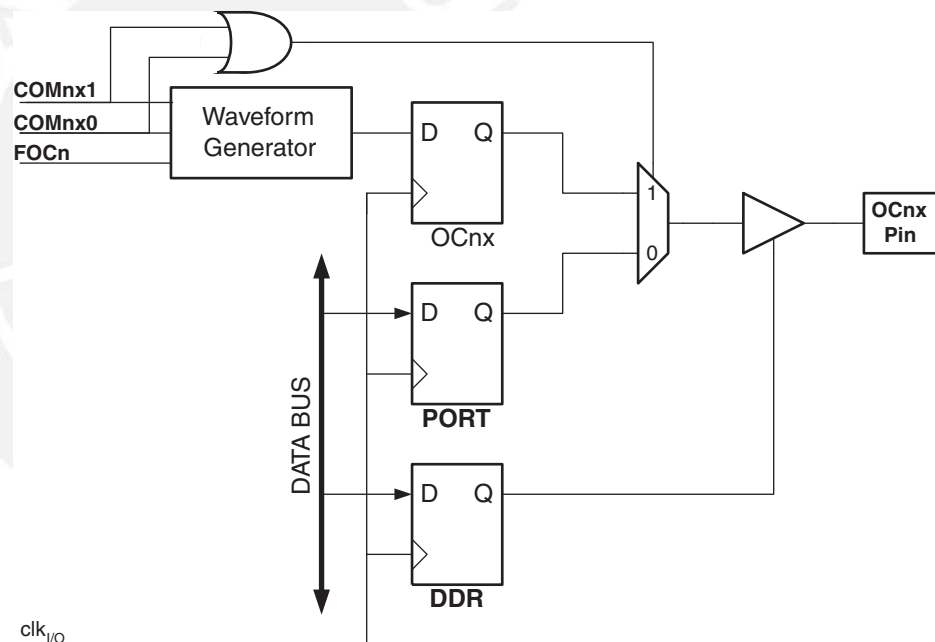 COMnx1
COMnx0
FOCn
Waveform
Generator
D Q
OCnx
1
0
OCnx
Pin
D Q
PORT
DATA BUS
D Q
DDR
clkI/O